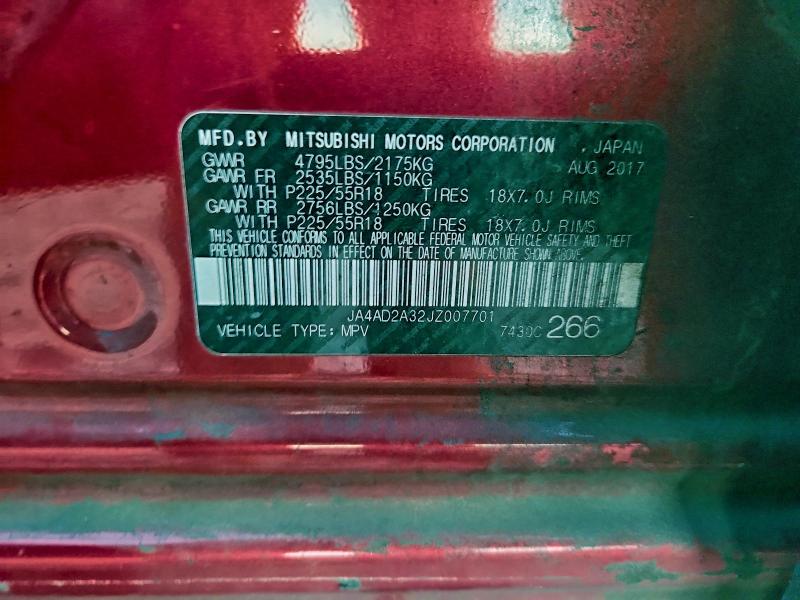 MFD.BY MITSUBISHI MOTORS CORPORATION , JAPAN
GVWR 4795LBS/2175KG AUG 2017
GAWR FR 2535LBS/1150KG
WITH P225/55R18 TIRES 18X7.0J RIMS
GAWR RR 2756LBS/1250KG
WITH P225/55R18 TIRES 18X7.0J RIMS
THIS VEHICLE CONFORMS TO ALL APPLICABLE FEDERAL MOTOR VEHICLE SAFETY AND THEFT
PREVENTION STANDARDS IN EFFECT ON THE DATE OF MANUFACTURE SHOWN ABOVE.
JA4AD2A32JZ007701
VEHICLE TYPE: MPV 7430C 266